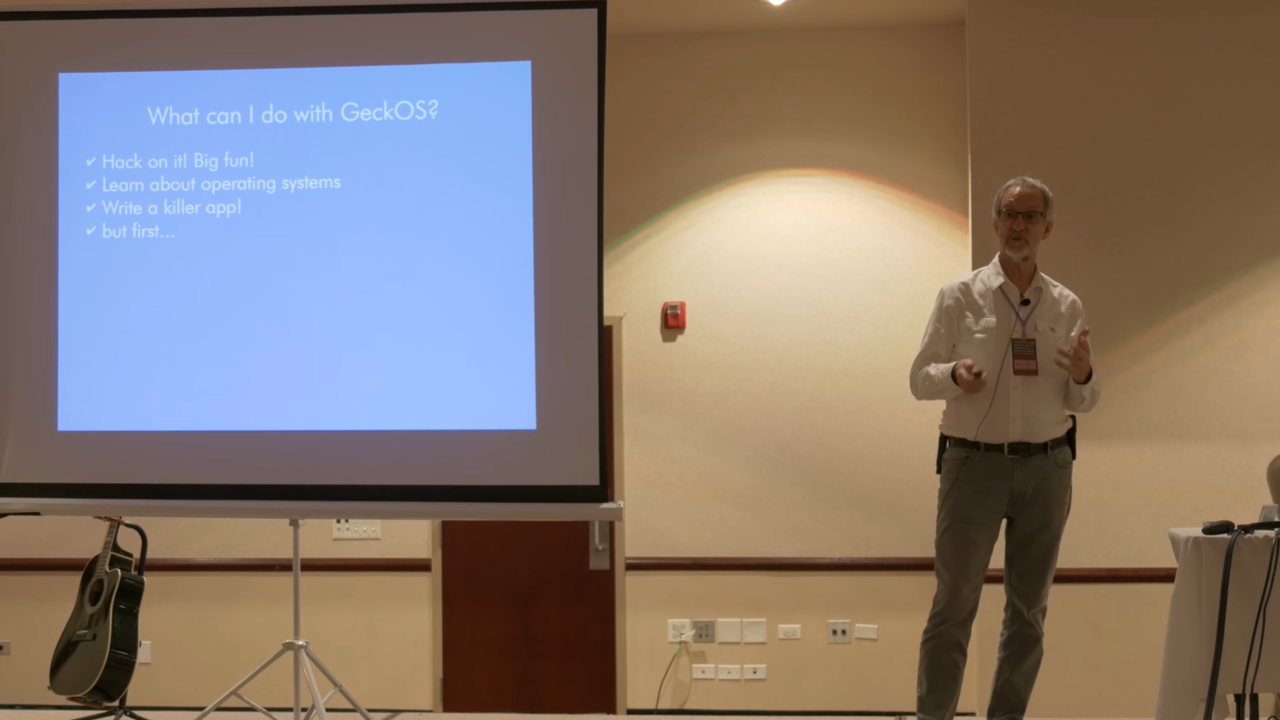 What can I do with GeckOS?
✔ Hack on it! Big fun!
✔ Learn about operating systems
✔ Write a killer app!
✔ but first...